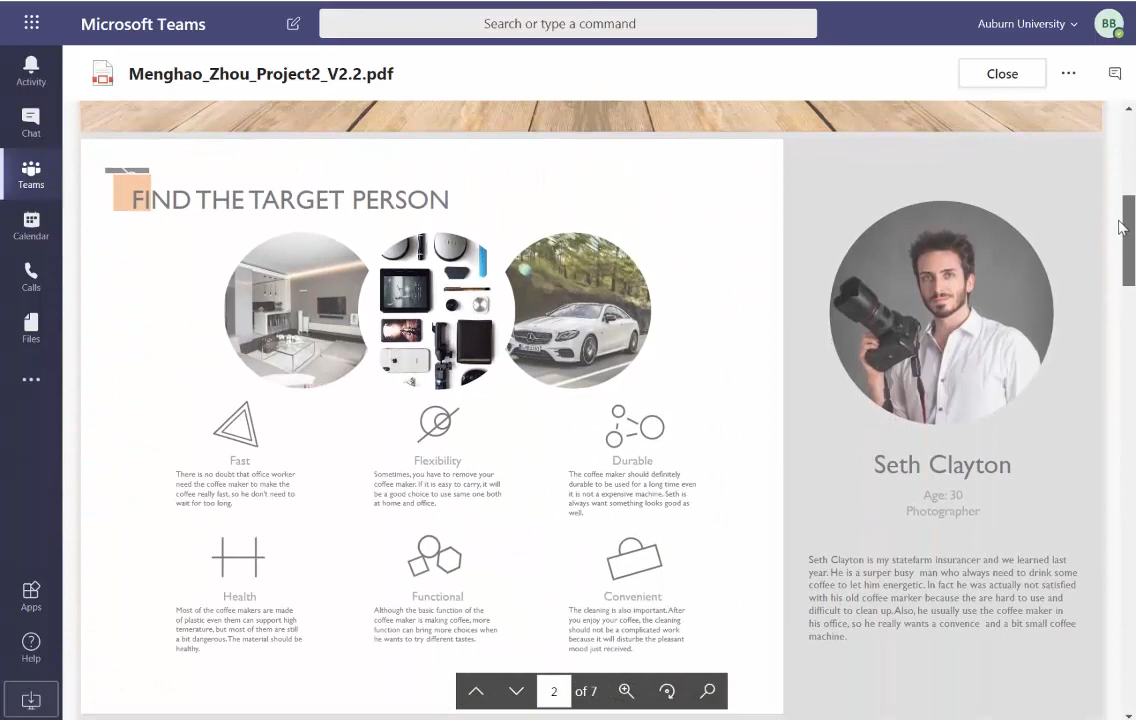 Microsoft Teams
Search or type a command
Auburn University
BB
Menghao_Zhou_Project2_V2.2.pdf
Close
Activity
Chat
Teams
Calendar
Calls
Files
Apps
Help
FIND THE TARGET PERSON
Fast
There is no doubt that office worker
need the coffee maker to make the
coffee really fast, so he don't need to
wait for too long.
Flexibility
Sometimes, you have to remove your
coffee maker. If it is easy to carry, it will
be a good choice to use same one both
at home and office.
Durable
The coffee maker should definitely
durable to be used for a long time even
it is not a expensive machine. Seth is
always want something looks good as
well.
Health
Most of the coffee makers are made
of plastic even them can support high
temerature, but most of them are still
a bit dangerous. The material should be
healthy.
Functional
Although the basic function of the
coffee maker is making coffee, more
function can bring more choices when
he wants to try different tastes.
Convenient
The cleaning is also important. After
you enjoy your coffee, the cleaning
should not be a complicated work
because it will disturbe the pleasant
mood just received.
Seth Clayton
Age: 30
Photographer
Seth Clayton is my statefarm insurancer and we learned last
year. He is a surper busy man who always need to drink some
coffee to let him energetic. In fact he was actually not satisfied
with his old coffee marker because the are hard to use and
difficult to clean up. Also, he usually use the coffee maker in
his office, so he really wants a convence and a bit small coffee
machine.
2 of 7